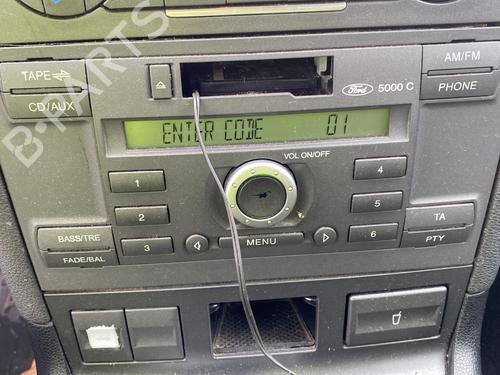 TAPE
CD/AUX
AM/FM
PHONE
Ford 5000 C
ENTER CODE 01
VOL ON/OFF
1
2
3
4
5
6
MENU
BASS/TRE
FADE/BAL
TA
PTY
B-PARTS